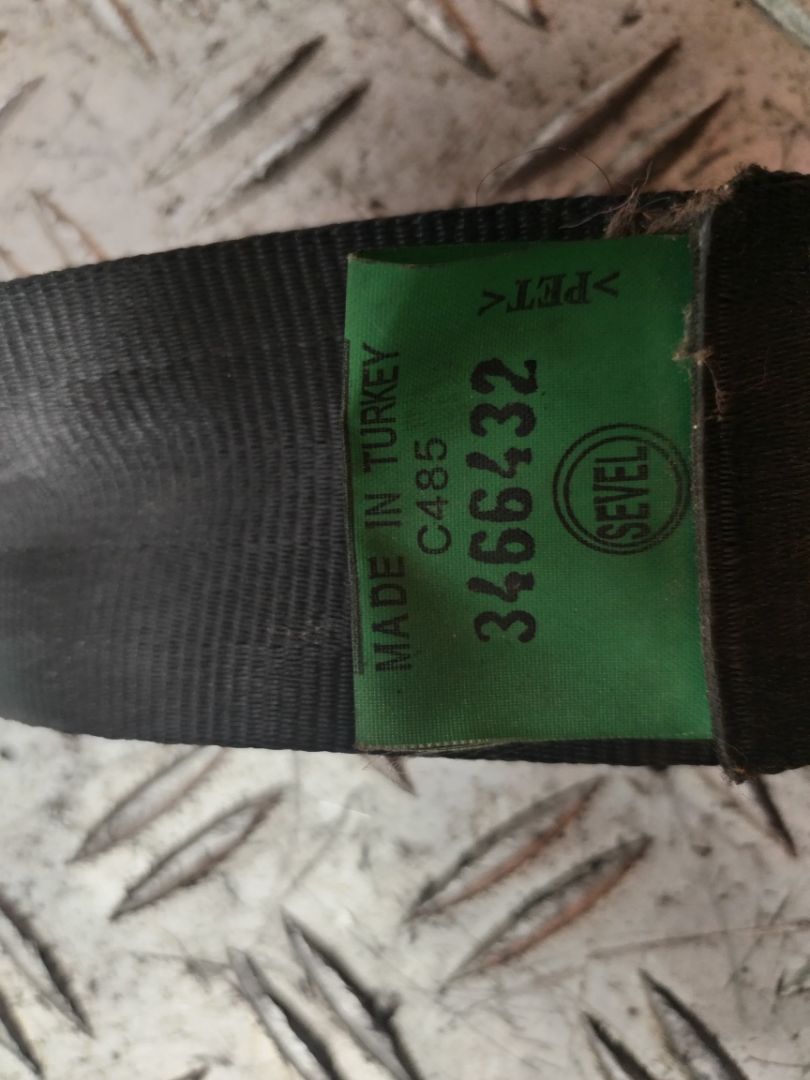 MADE IN TURKEY
C485
3466432
>PET<
SEVEL